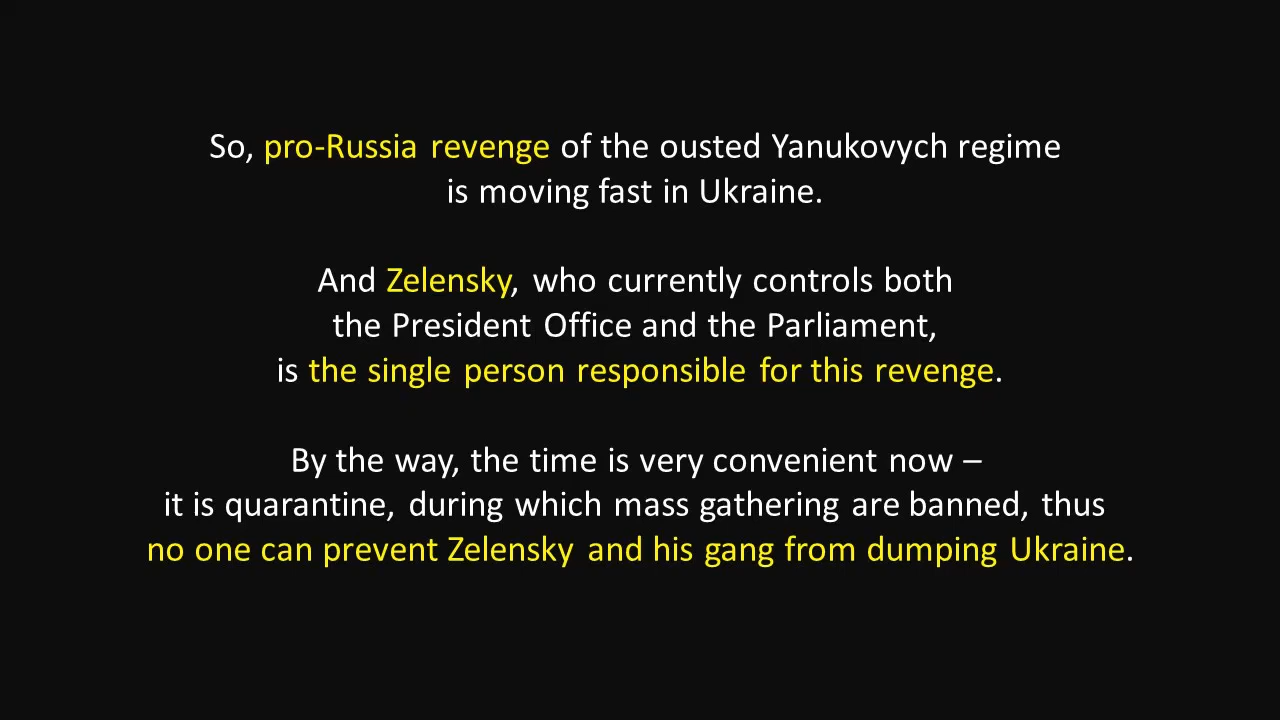 So, pro-Russia revenge of the ousted Yanukovych regime
is moving fast in Ukraine.
And Zelensky, who currently controls both
the President Office and the Parliament,
is the single person responsible for this revenge.
By the way, the time is very convenient now –
it is quarantine, during which mass gathering are banned, thus
no one can prevent Zelensky and his gang from dumping Ukraine.